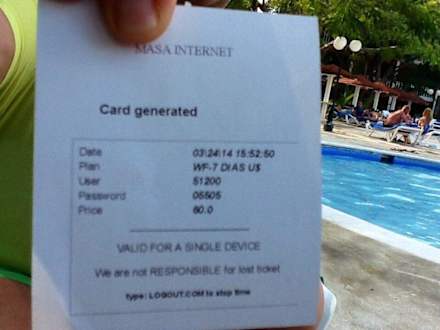 MASA INTERNET
Card generated
Date 03/24/14 15:52:50
Plan WF-7 DIAS U$
User 51200
Password 05505
Price 60.0
VALID FOR A SINGLE DEVICE
We are not RESPONSIBLE for lost ticket
type: LOGOUT.COM to stop time